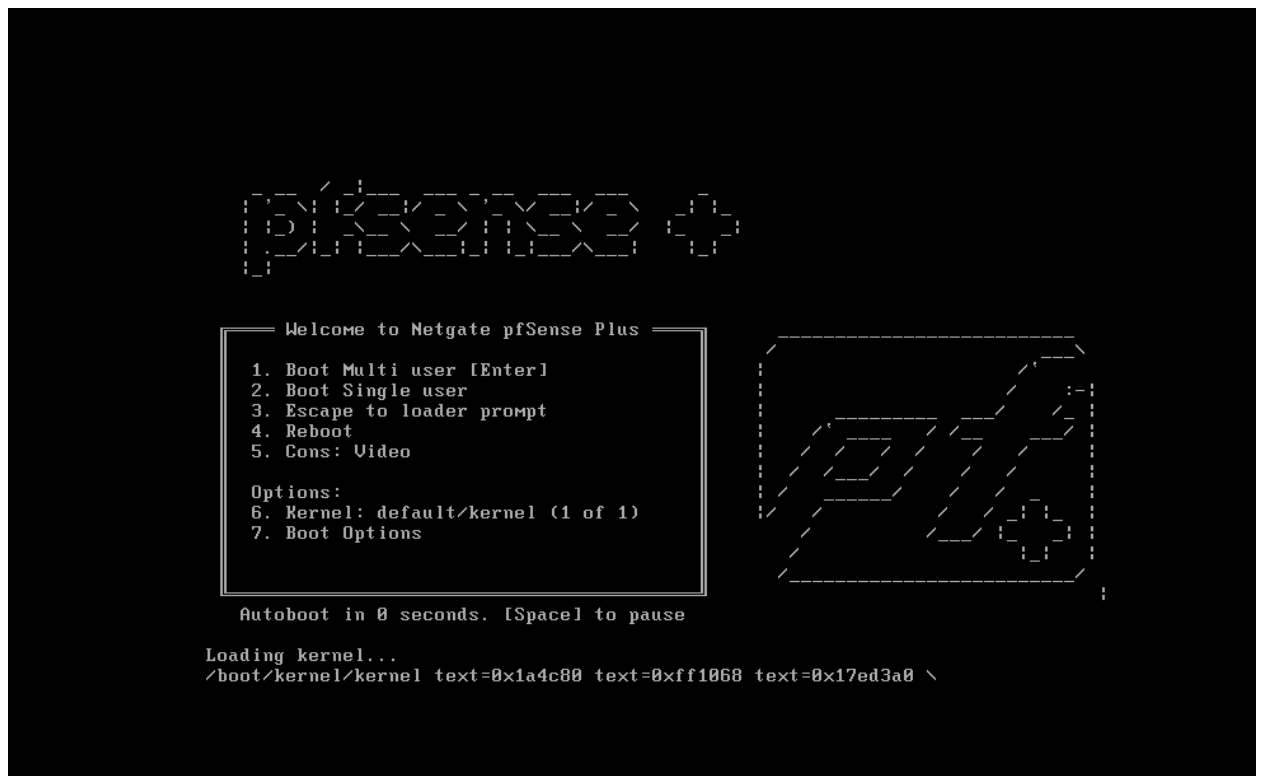 pfsense +
Welcome to Netgate pfSense Plus
1. Boot Multi user [Enter]
2. Boot Single user
3. Escape to loader prompt
4. Reboot
5. Cons: Video
Options:
6. Kernel: default/kernel (1 of 1)
7. Boot Options
pf+
Autoboot in 0 seconds. [Space] to pause
Loading kernel...
/boot/kernel/kernel text=0x1a4c80 text=0xff1068 text=0x17ed3a0 \